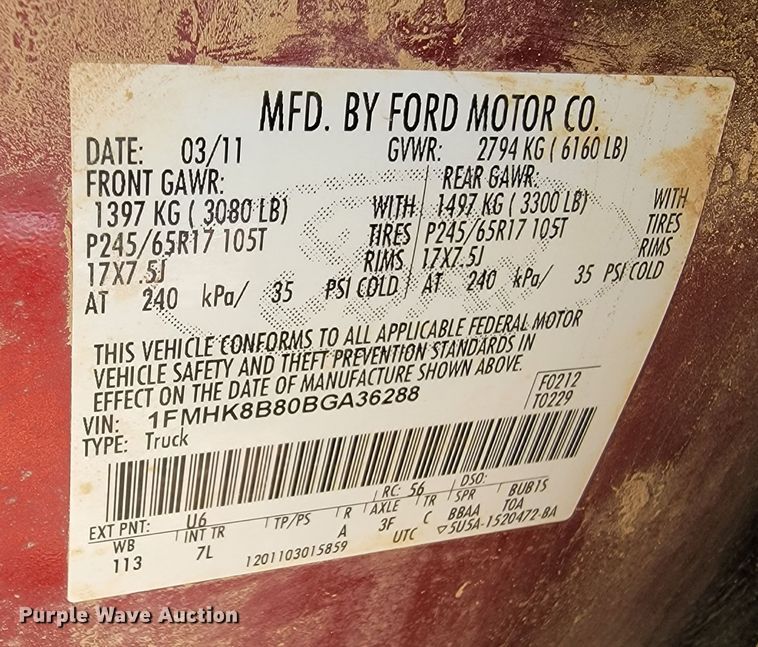 MFD. BY FORD MOTOR CO.
DATE: 03/11 GVWR: 2794 KG ( 6160 LB)
FRONT GAWR: REAR GAWR:
1397 KG ( 3080 LB) WITH 1497 KG ( 3300 LB) WITH
P245/65R17 105T TIRES P245/65R17 105T TIRES
17X7.5J RIMS 17X7.5J RIMS
AT 240 kPa/ 35 PSI COLD AT 240 kPa/ 35 PSI COLD
THIS VEHICLE CONFORMS TO ALL APPLICABLE FEDERAL MOTOR
VEHICLE SAFETY AND THEFT PREVENTION STANDARDS IN
EFFECT ON THE DATE OF MANUFACTURE SHOWN ABOVE.
VIN: 1FMHK8B80BGA36288 F0212
TYPE: Truck T0229
EXT PNT: U6 RC: 56 DSO:
WB INT TR TP/PS R AXLE TR SPR BUB1S
113 7L A 3F C BBAA TOA
1201103015859 UTC ▽5U5A-1520472-BA
Purple Wave Auction